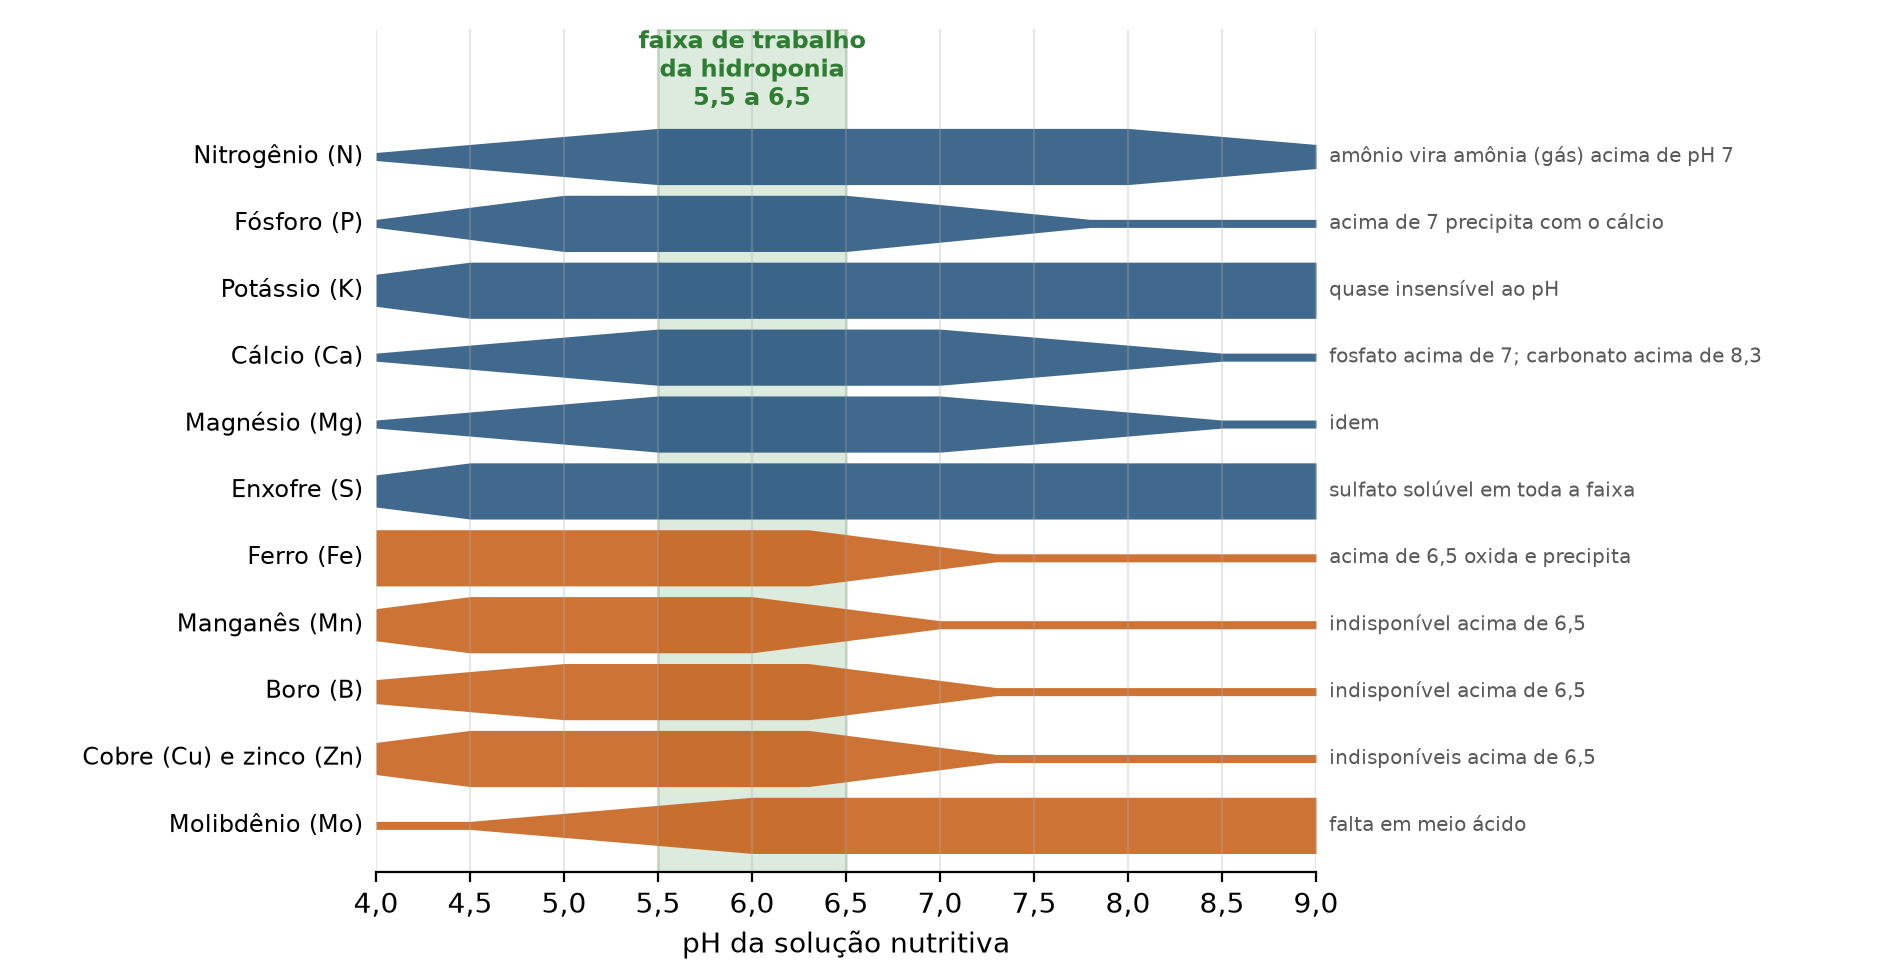 faixa de trabalho
da hidroponia
5,5 a 6,5
Nitrogênio (N) amônio vira amônia (gás) acima de pH 7
Fósforo (P) acima de 7 precipita com o cálcio
Potássio (K) quase insensível ao pH
Cálcio (Ca) fosfato acima de 7; carbonato acima de 8,3
Magnésio (Mg) idem
Enxofre (S) sulfato solúvel em toda a faixa
Ferro (Fe) acima de 6,5 oxida e precipita
Manganês (Mn) indisponível acima de 6,5
Boro (B) indisponível acima de 6,5
Cobre (Cu) e zinco (Zn) indisponíveis acima de 6,5
Molibdênio (Mo) falta em meio ácido
4,0 4,5 5,0 5,5 6,0 6,5 7,0 7,5 8,0 8,5 9,0
pH da solução nutritiva